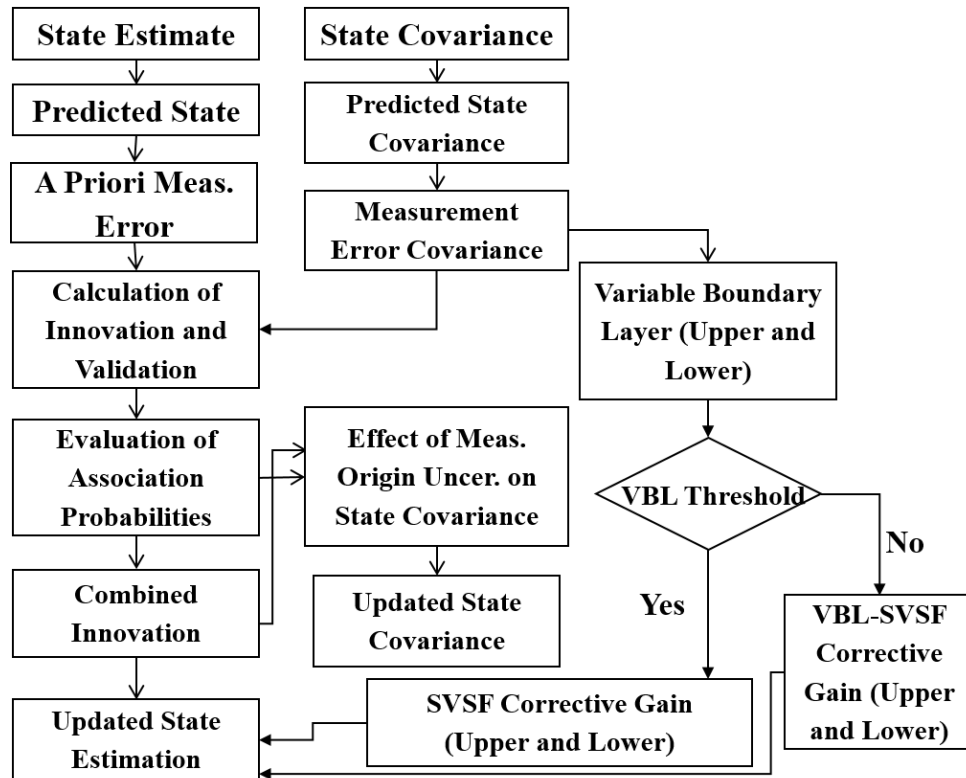 State Estimate
State Covariance
Predicted State
Predicted State
Covariance
A Priori Meas.
Error
Measurement
Error Covariance
Calculation of
Innovation and
Validation
Variable Boundary
Layer (Upper and
Lower)
Evaluation of
Association
Probabilities
Effect of Meas.
Origin Uncer. on
State Covariance
VBL Threshold
No
Yes
Combined
Innovation
Updated State
Covariance
VBL-SVSF
Corrective
Gain (Upper
and Lower)
SVSF Corrective Gain
(Upper and Lower)
Updated State
Estimation